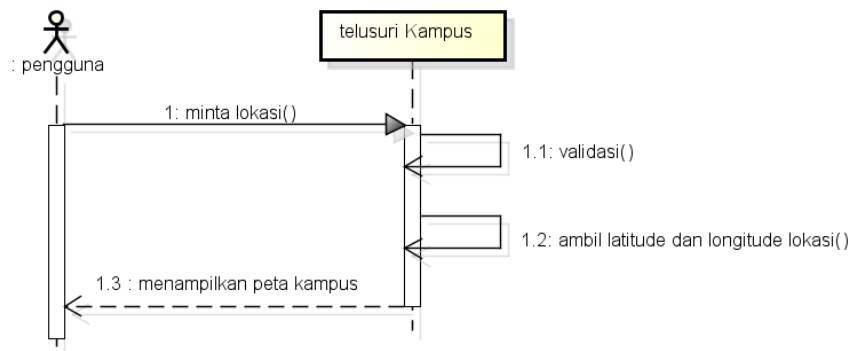 telusuri Kampus
: pengguna
1: minta lokasi()
1.1: validasi()
1.2: ambil latitude dan longitude lokasi()
1.3 : menampilkan peta kampus